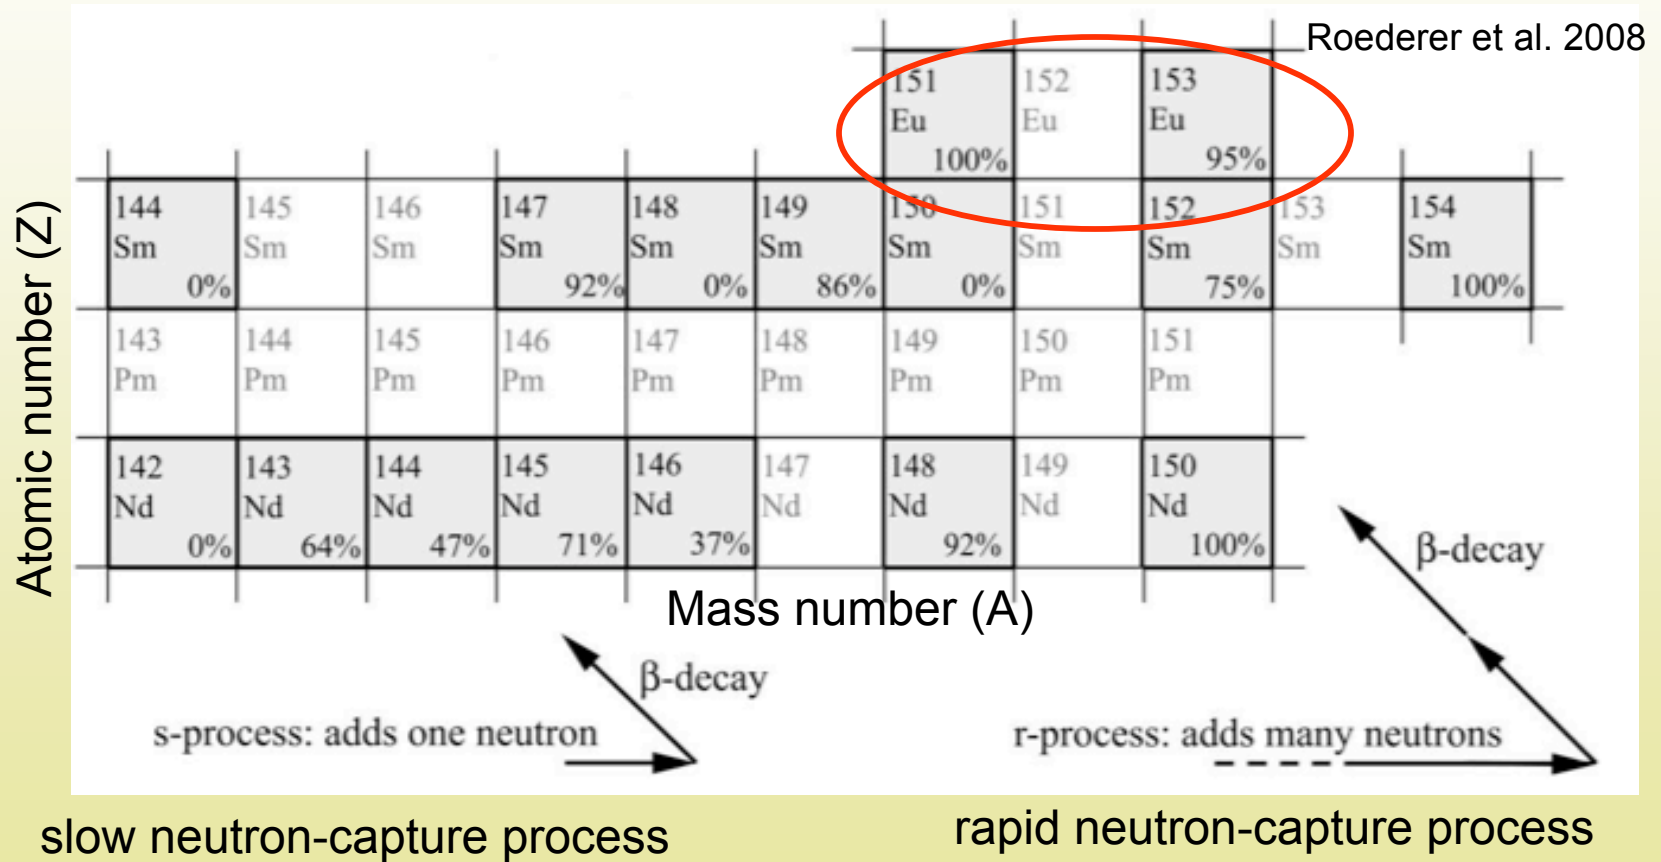 Roederer et al. 2008
151 152 153
Eu Eu Eu
100% 95%
144 145 146 147 148 149 150 151 152 153 154
Sm Sm Sm Sm Sm Sm Sm Sm Sm Sm Sm
0% 92% 0% 86% 0% 75% 100%
143 144 145 146 147 148 149 150 151
Pm Pm Pm Pm Pm Pm Pm Pm Pm
142 143 144 145 146 147 148 149 150
Nd Nd Nd Nd Nd Nd Nd Nd Nd
0% 64% 47% 71% 37% 92% 100%
Atomic number (Z)
Mass number (A)
β-decay
s-process: adds one neutron
β-decay
r-process: adds many neutrons
slow neutron-capture process
rapid neutron-capture process